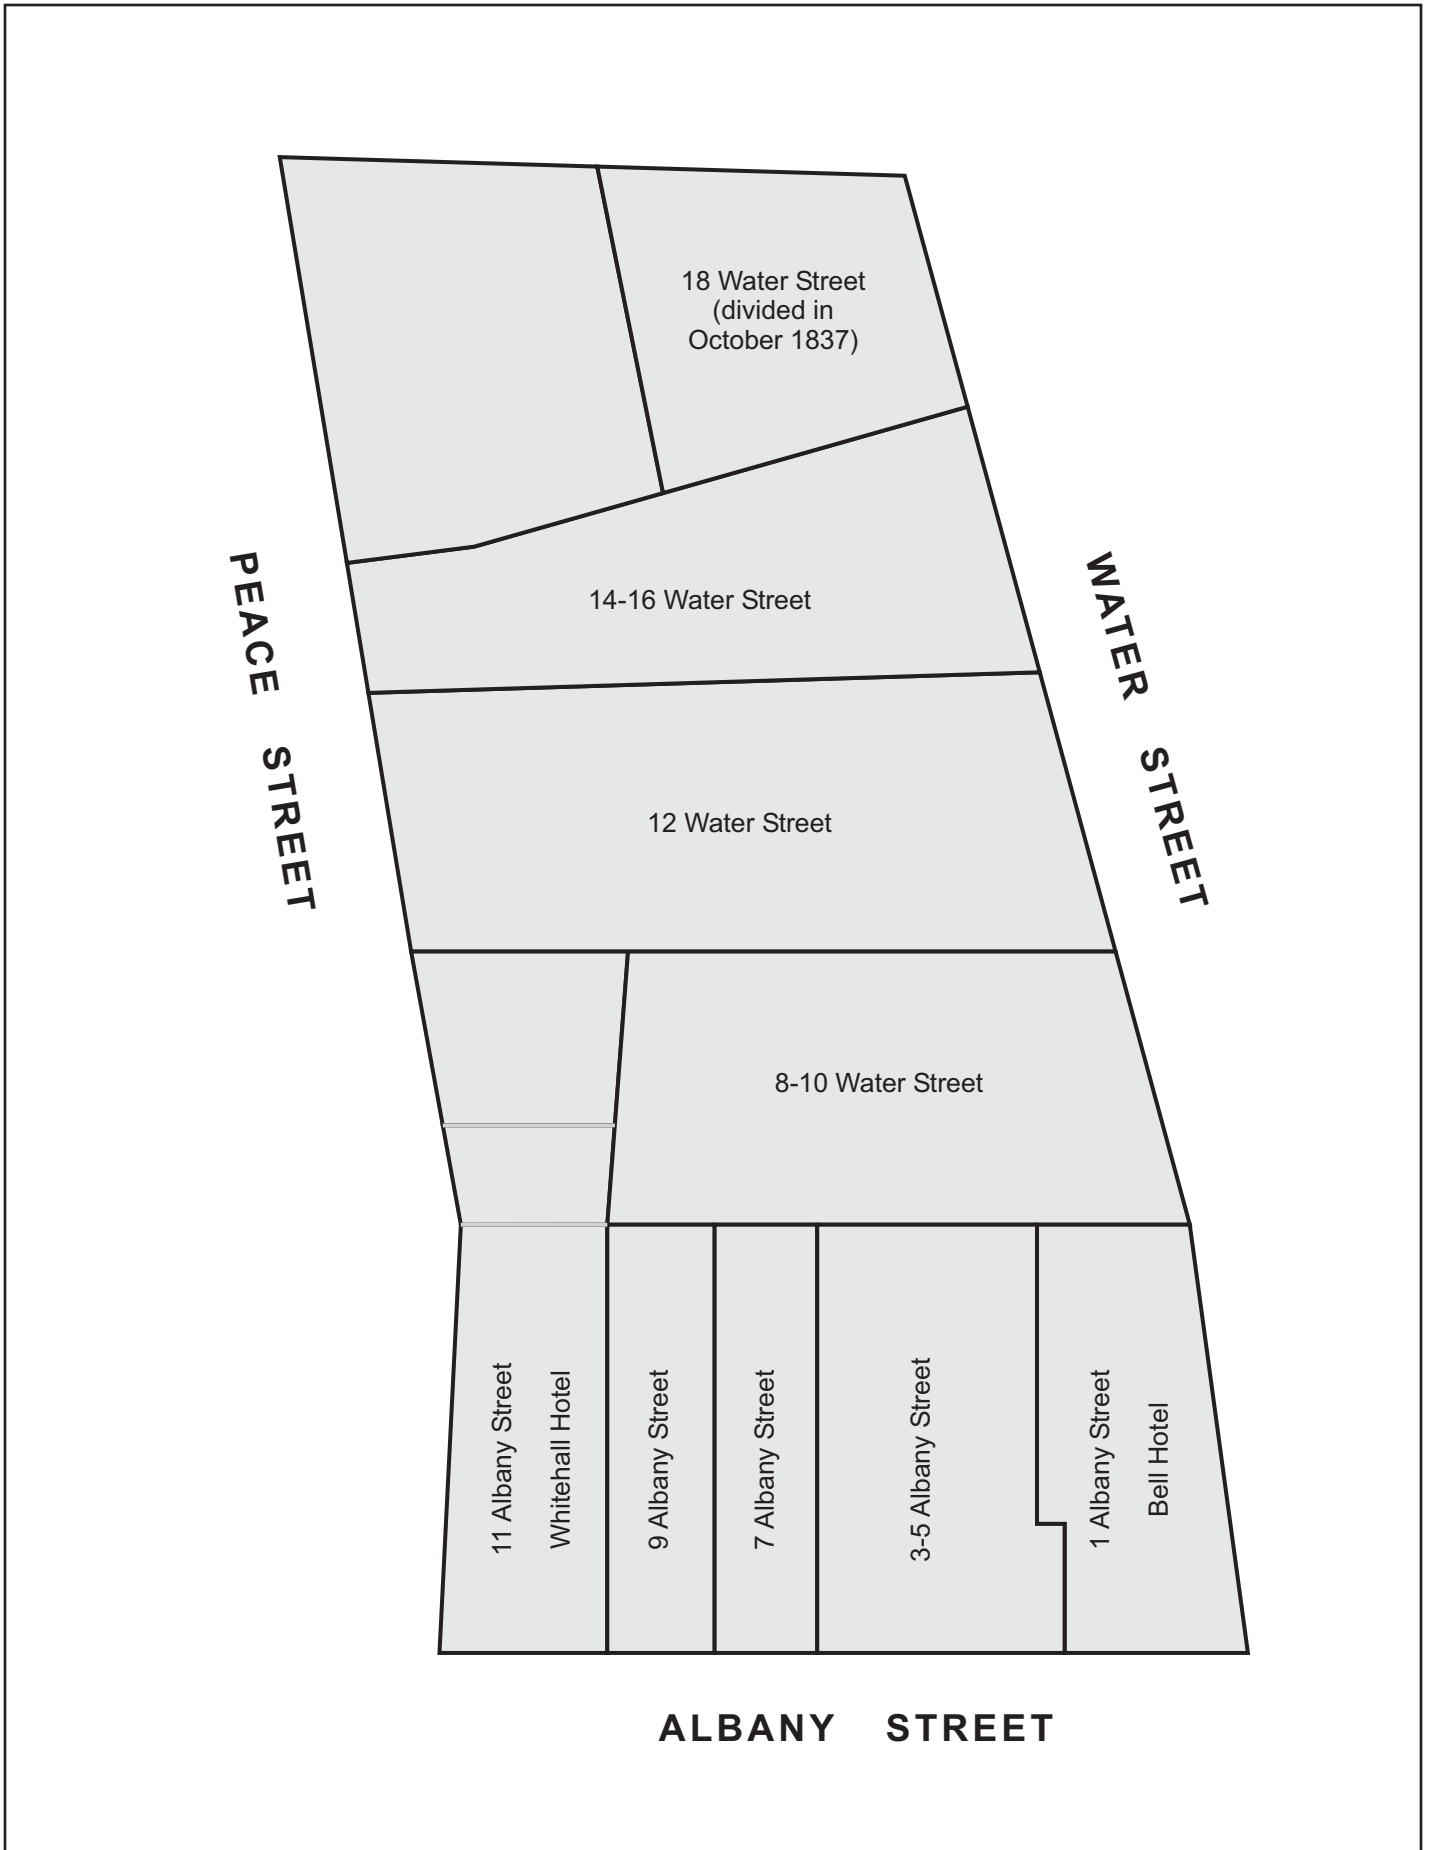 18 Water Street
(divided in
October 1837)
PEACE STREET
WATER STREET
14-16 Water Street
12 Water Street
8-10 Water Street
11 Albany Street
Whitehall Hotel
9 Albany Street
7 Albany Street
3-5 Albany Street
1 Albany Street
Bell Hotel
ALBANY STREET